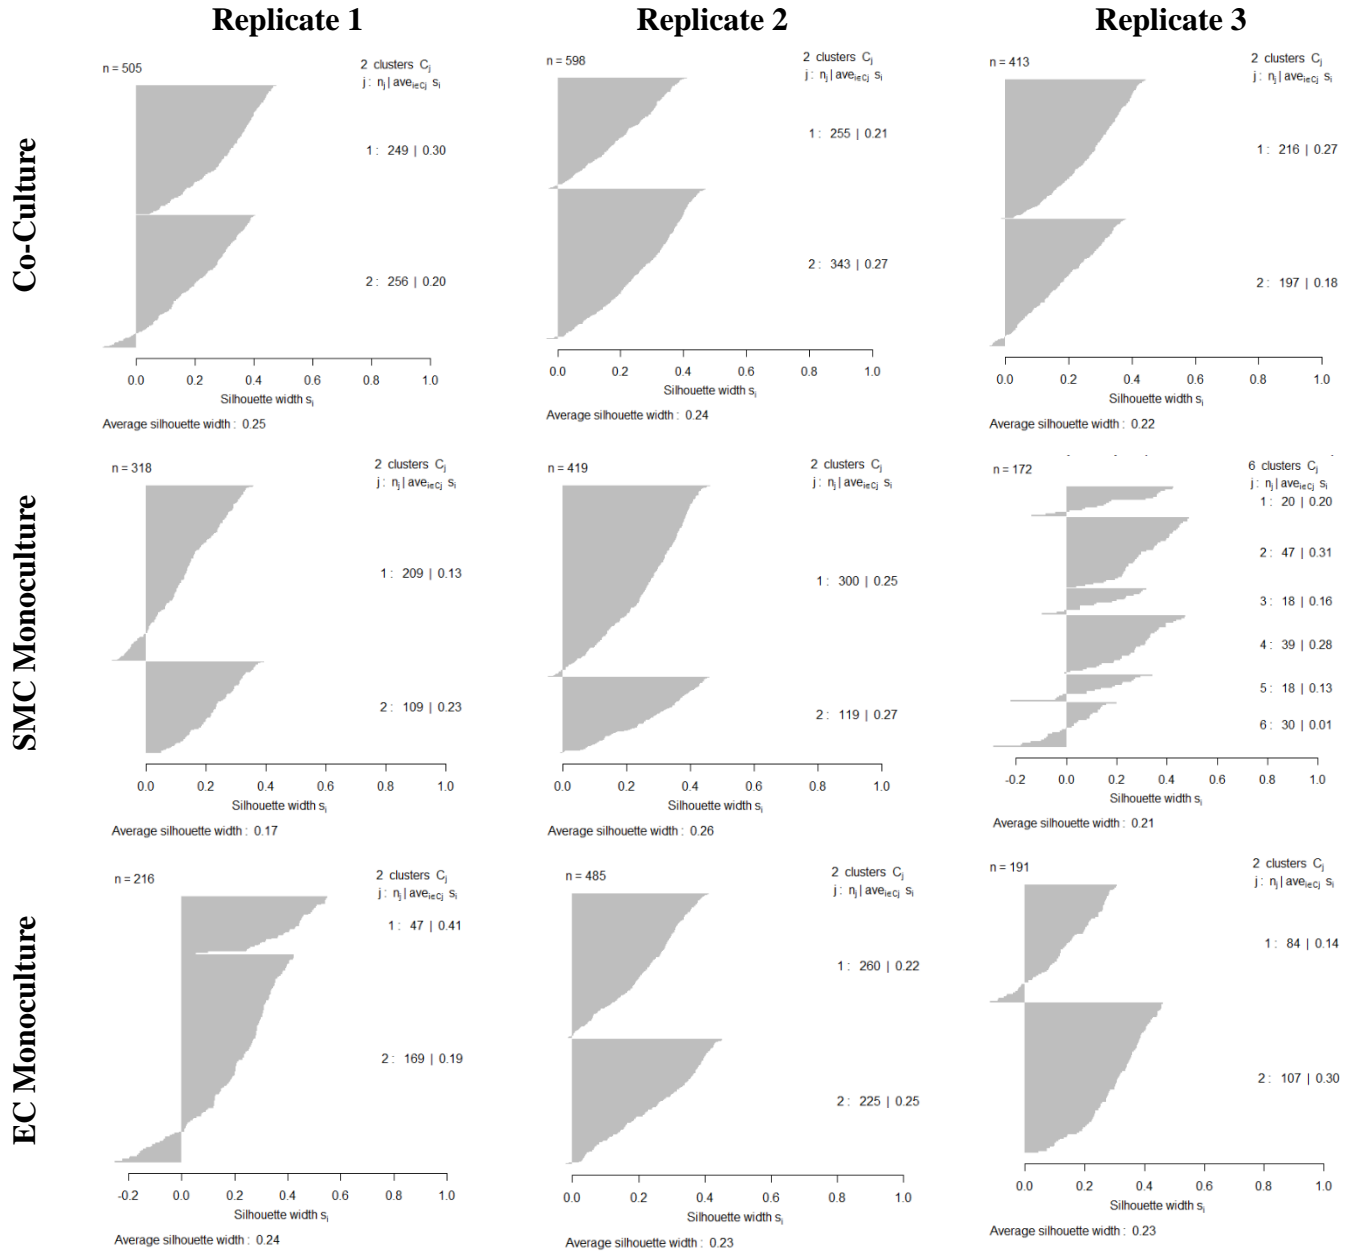 Replicate 1
Replicate 2
Replicate 3
Co-Culture
n = 505
2 clusters Cj
j : nj | avei∈Cj si
1 : 249 | 0.30
2 : 256 | 0.20
0.0 0.2 0.4 0.6 0.8 1.0
Silhouette width si
Average silhouette width : 0.25
n = 598
2 clusters Cj
j : nj | avei∈Cj si
1 : 255 | 0.21
2 : 343 | 0.27
0.0 0.2 0.4 0.6 0.8 1.0
Silhouette width si
Average silhouette width : 0.24
n = 413
2 clusters Cj
j : nj | avei∈Cj si
1 : 216 | 0.27
2 : 197 | 0.18
0.0 0.2 0.4 0.6 0.8 1.0
Silhouette width si
Average silhouette width : 0.22
SMC Monoculture
n = 318
2 clusters Cj
j : nj | avei∈Cj si
1 : 209 | 0.13
2 : 109 | 0.23
0.0 0.2 0.4 0.6 0.8 1.0
Silhouette width si
Average silhouette width : 0.17
n = 419
2 clusters Cj
j : nj | avei∈Cj si
1 : 300 | 0.25
2 : 119 | 0.27
0.0 0.2 0.4 0.6 0.8 1.0
Silhouette width si
Average silhouette width : 0.26
n = 172
6 clusters Cj
j : nj | avei∈Cj si
1 : 20 | 0.20
2 : 47 | 0.31
3 : 18 | 0.16
4 : 39 | 0.28
5 : 18 | 0.13
6 : 30 | 0.01
-0.2 0.0 0.2 0.4 0.6 0.8 1.0
Silhouette width si
Average silhouette width : 0.21
EC Monoculture
n = 216
2 clusters Cj
j : nj | avei∈Cj si
1 : 47 | 0.41
2 : 169 | 0.19
-0.2 0.0 0.2 0.4 0.6 0.8 1.0
Silhouette width si
Average silhouette width : 0.24
n = 485
2 clusters Cj
j : nj | avei∈Cj si
1 : 260 | 0.22
2 : 225 | 0.25
0.0 0.2 0.4 0.6 0.8 1.0
Silhouette width si
Average silhouette width : 0.23
n = 191
2 clusters Cj
j : nj | avei∈Cj si
1 : 84 | 0.14
2 : 107 | 0.30
0.0 0.2 0.4 0.6 0.8 1.0
Silhouette width si
Average silhouette width : 0.23